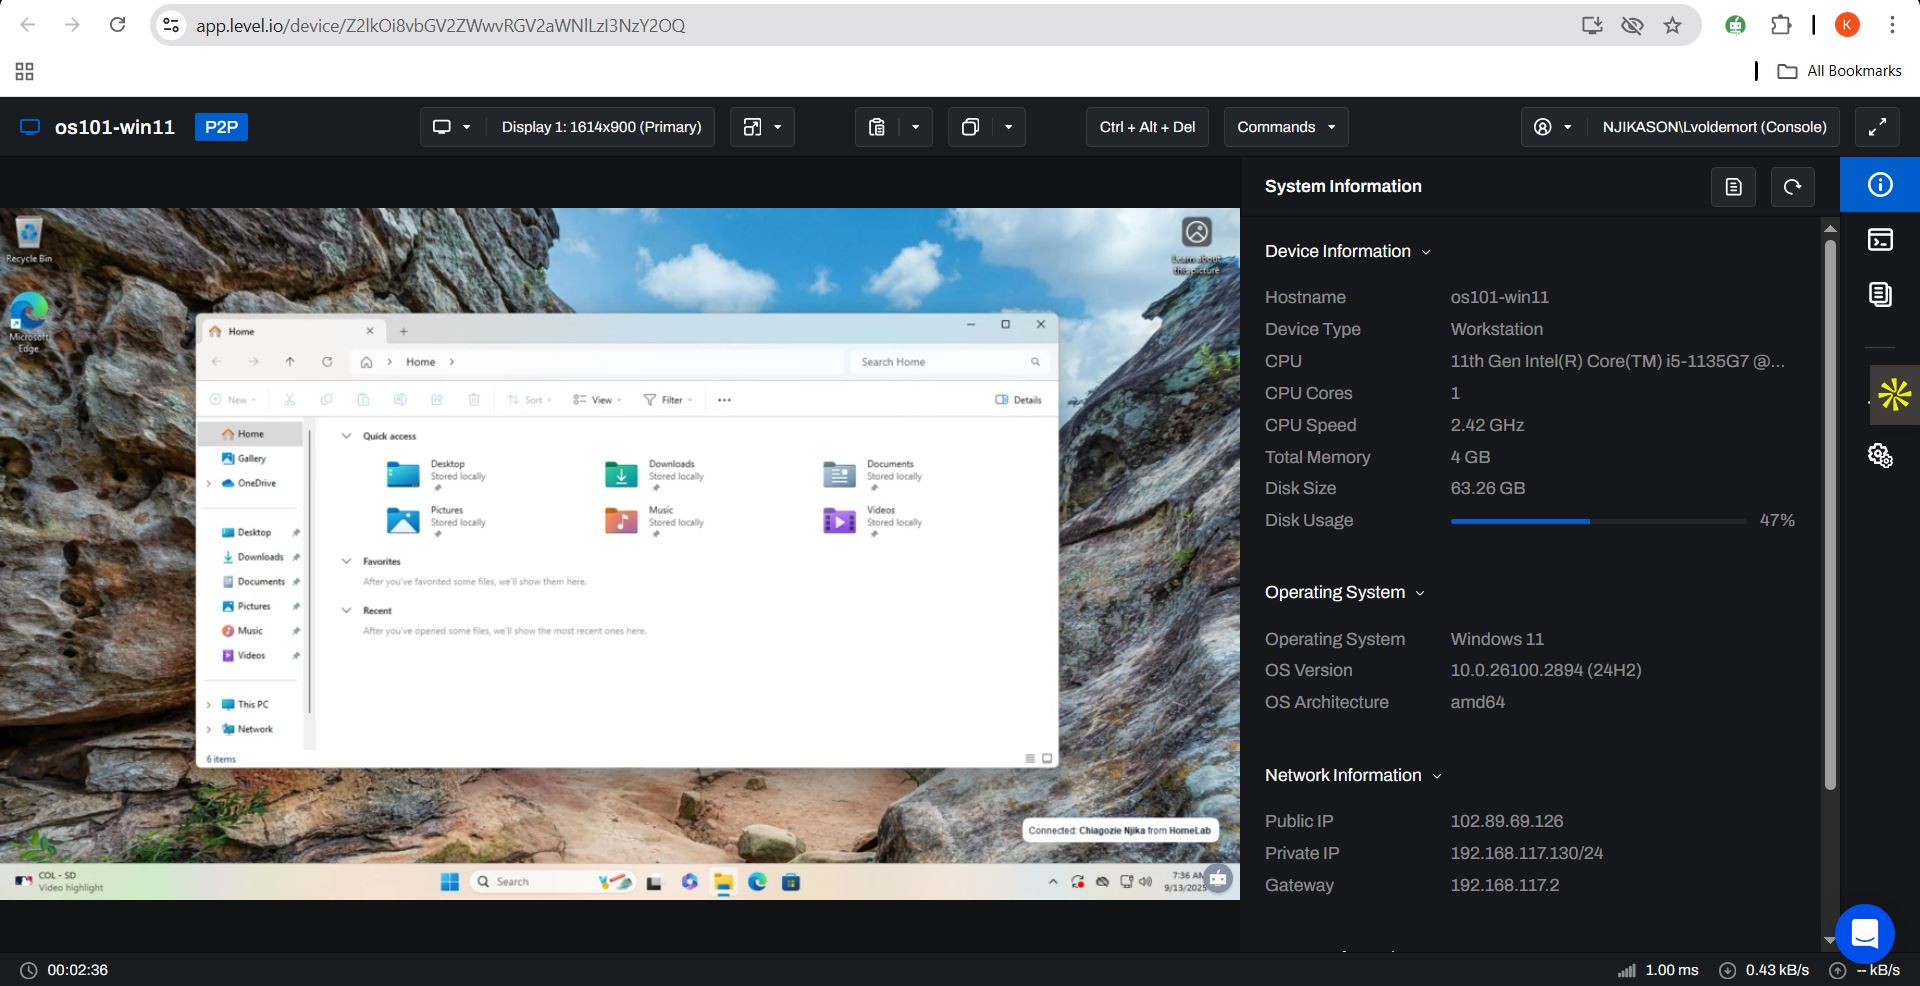 app.level.io/device/Z2lkOi8vbGV2ZWwvRGV2aWNlLzI3NzY2OQ
K
All Bookmarks
os101-win11
P2P
Display 1: 1614x900 (Primary)
Ctrl + Alt + Del
Commands
NJIKASON\Lvoldemort (Console)
System Information
Device Information
Hostname os101-win11
Device Type Workstation
CPU 11th Gen Intel(R) Core(TM) i5-1135G7 @...
CPU Cores 1
CPU Speed 2.42 GHz
Total Memory 4 GB
Disk Size 63.26 GB
Disk Usage 47%
Operating System
Operating System Windows 11
OS Version 10.0.26100.2894 (24H2)
OS Architecture amd64
Network Information
Public IP 102.89.69.126
Private IP 192.168.117.130/24
Gateway 192.168.117.2
Recycle Bin
Microsoft
Edge
Learn about
this picture
Home
Home
Search Home
New
Sort
View
Filter
Details
Home
Gallery
OneDrive
Desktop
Downloads
Documents
Pictures
Music
Videos
This PC
Network
Quick access
Desktop
Stored locally
Downloads
Stored locally
Documents
Stored locally
Pictures
Stored locally
Music
Stored locally
Videos
Stored locally
Favorites
After you've favorited some files, we'll show them here.
Recent
After you've opened some files, we'll show the most recent ones here.
6 items
Connected: Chiagozie Njika from HomeLab
COL - SD
Video highlight
Search
7:36 AM
9/13/2025
00:02:36
1.00 ms
0.43 kB/s
-- kB/s